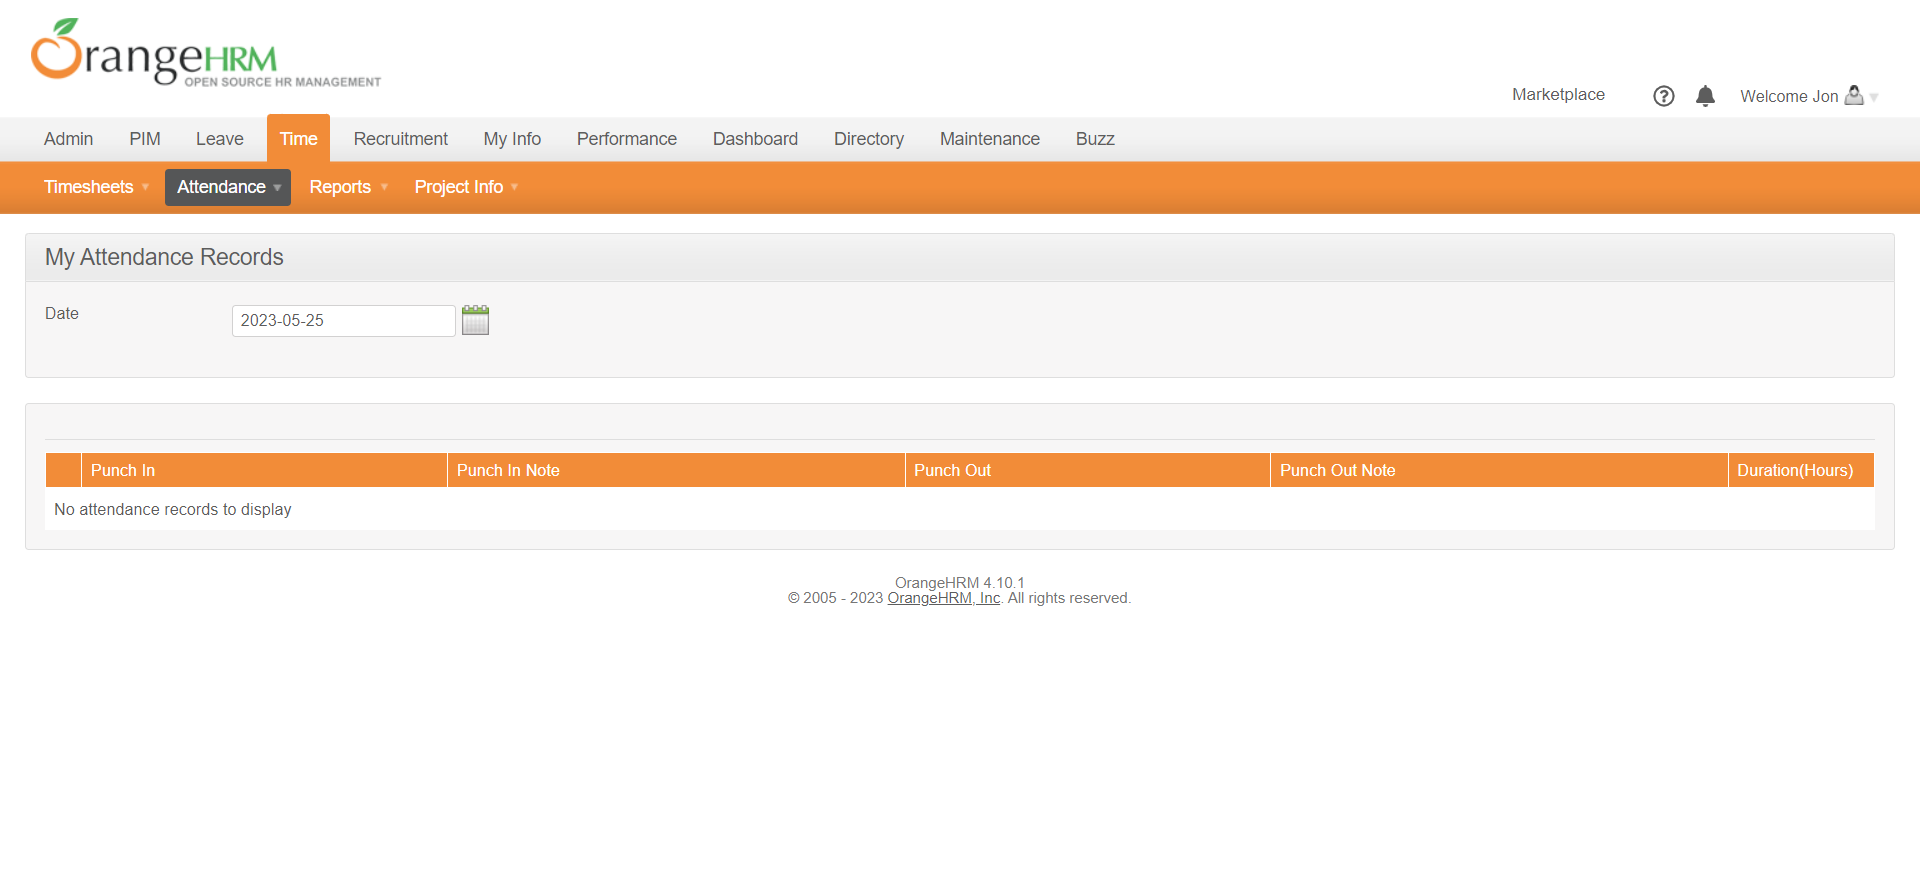 OrangeHRM
OPEN SOURCE HR MANAGEMENT
Marketplace
Welcome Jon
Admin PIM Leave Time Recruitment My Info Performance Dashboard Directory Maintenance Buzz
Timesheets Attendance Reports Project Info
My Attendance Records
Date 2023-05-25
Punch In Punch In Note Punch Out Punch Out Note Duration(Hours)
No attendance records to display
OrangeHRM 4.10.1
© 2005 - 2023 OrangeHRM, Inc. All rights reserved.